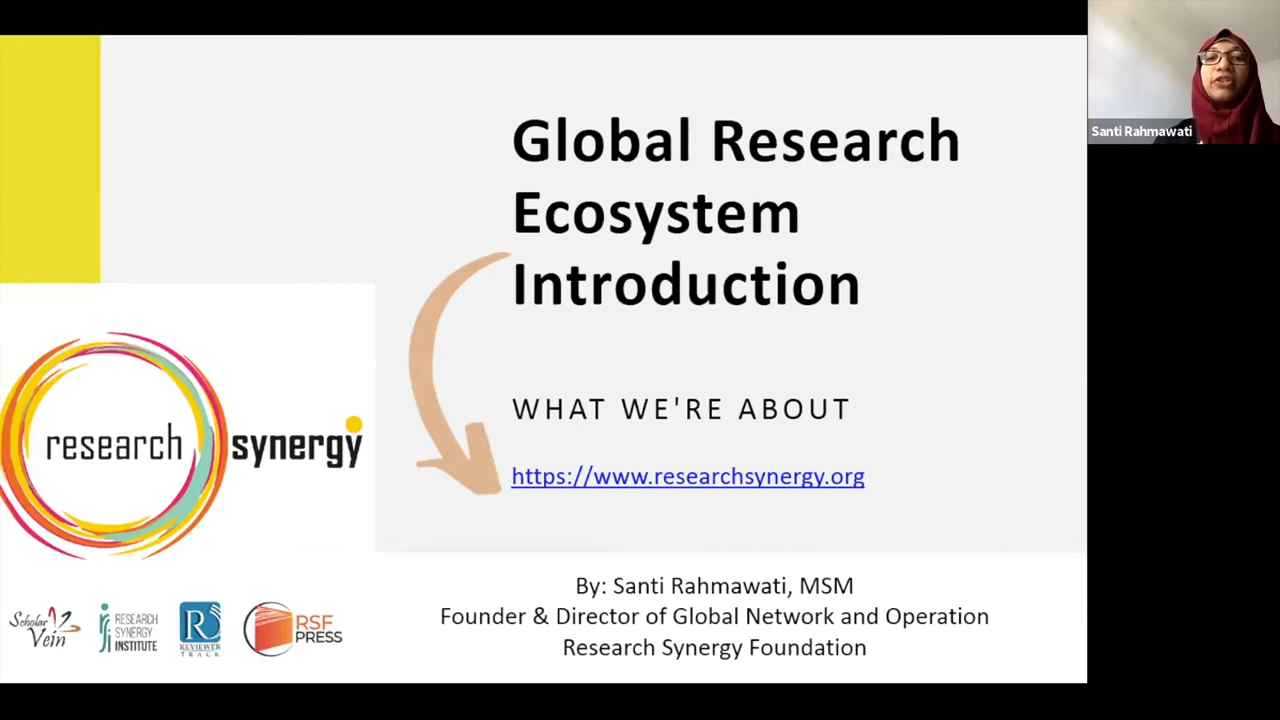 Global Research
Ecosystem
Introduction
WHAT WE'RE ABOUT
https://www.researchsynergy.org
research synergy
By: Santi Rahmawati, MSM
Founder & Director of Global Network and Operation
Research Synergy Foundation
Scholar
Vein
RESEARCH
SYNERGY
INSTITUTE
R
REVIEWER
TRACK
RSF
PRESS
Santi Rahmawati